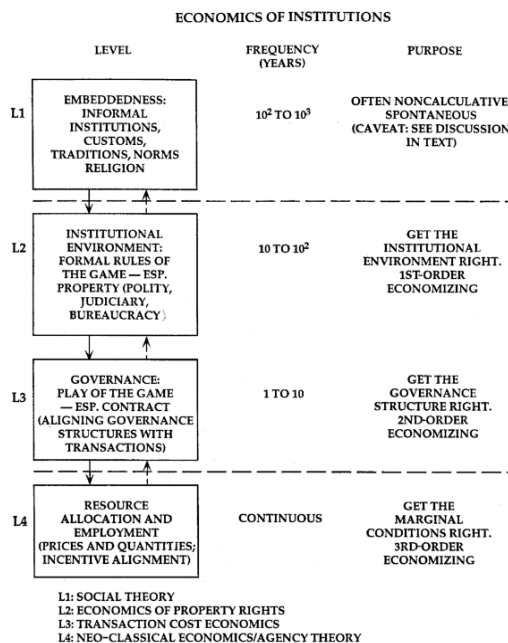 ECONOMICS OF INSTITUTIONS
LEVEL
FREQUENCY
(YEARS)
PURPOSE
L1
EMBEDDEDNESS:
INFORMAL
INSTITUTIONS,
CUSTOMS,
TRADITIONS, NORMS
RELIGION
10² TO 10³
OFTEN NONCALCULATIVE
SPONTANEOUS
(CAVEAT: SEE DISCUSSION
IN TEXT)
L2
INSTITUTIONAL
ENVIRONMENT:
FORMAL RULES
OF THE GAME — ESP.
PROPERTY (POLITY,
JUDICIARY,
BUREAUCRACY)
10 TO 10²
GET THE
INSTITUTIONAL
ENVIRONMENT RIGHT.
1ST-ORDER
ECONOMIZING
L3
GOVERNANCE:
PLAY OF THE GAME
— ESP. CONTRACT
(ALIGNING GOVERNANCE
STRUCTURES WITH
TRANSACTIONS)
1 TO 10
GET THE
GOVERNANCE
STRUCTURE RIGHT.
2ND-ORDER
ECONOMIZING
L4
RESOURCE
ALLOCATION AND
EMPLOYMENT
(PRICES AND QUANTITIES;
INCENTIVE ALIGNMENT)
CONTINUOUS
GET THE
MARGINAL
CONDITIONS RIGHT.
3RD-ORDER
ECONOMIZING
L1: SOCIAL THEORY
L2: ECONOMICS OF PROPERTY RIGHTS
L3: TRANSACTION COST ECONOMICS
L4: NEO-CLASSICAL ECONOMICS/AGENCY THEORY